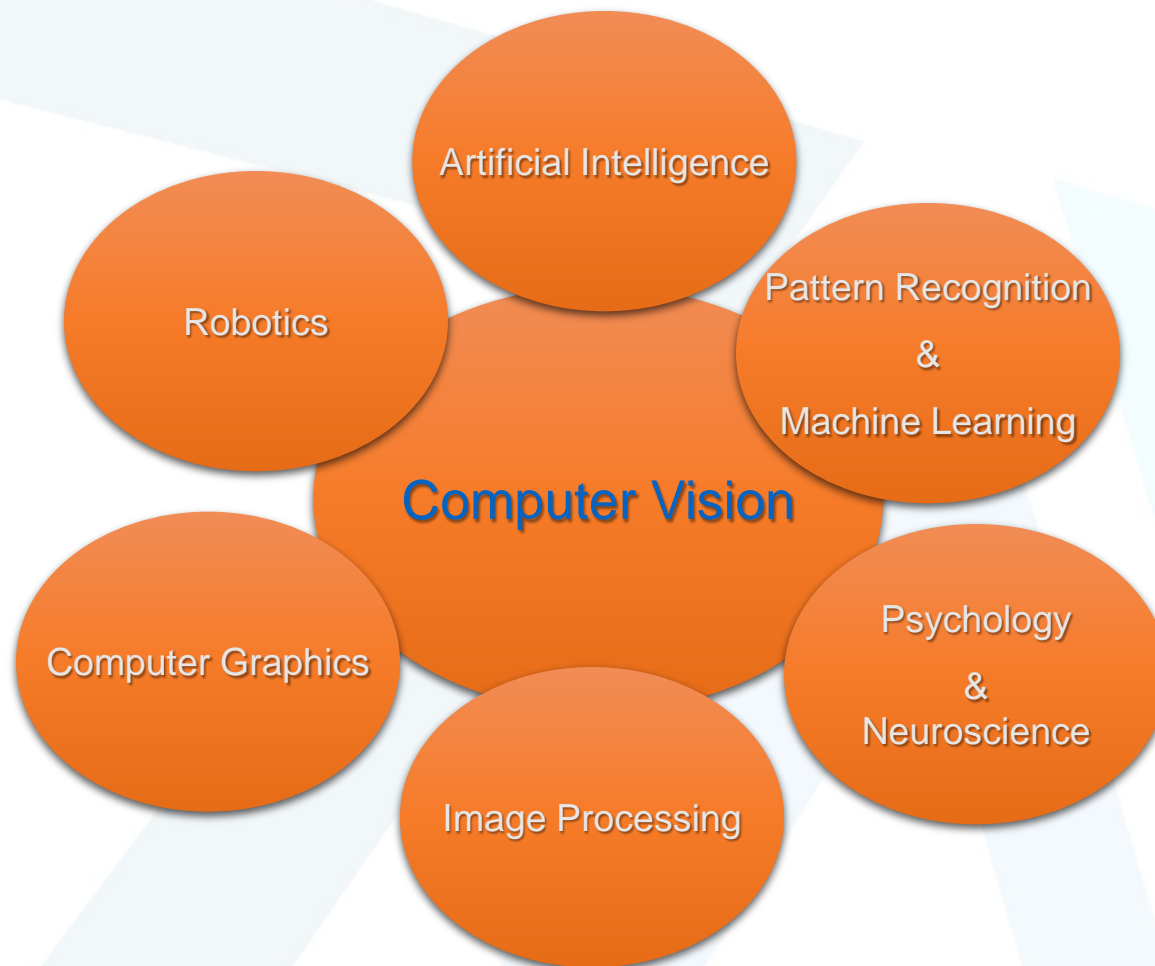 Artificial Intelligence
Robotics
Pattern Recognition
&
Machine Learning
Computer Vision
Computer Graphics
Psychology
&
Neuroscience
Image Processing